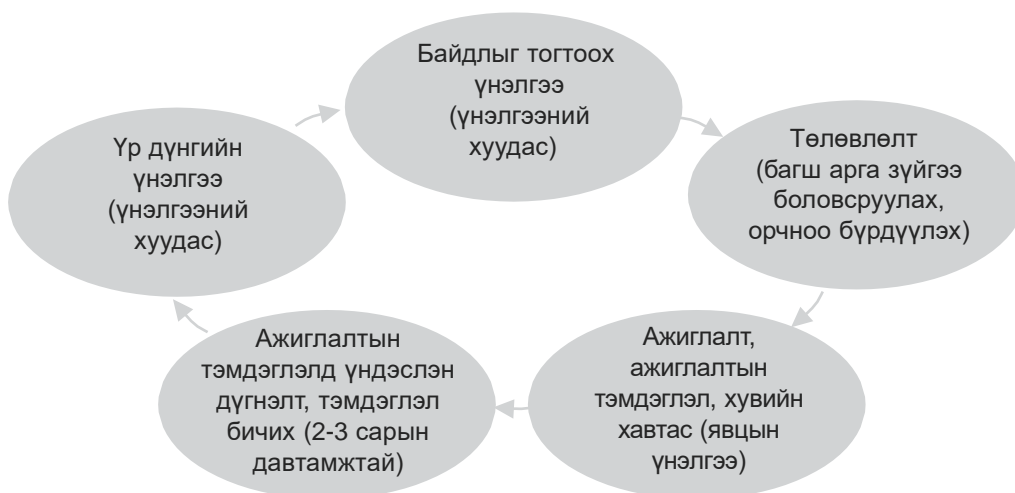 Байдлыг тогтоох
үнэлгээ
(үнэлгээний
хуудас)
Төлөвлөлт
(багш арга зүйгээ
боловсруулах,
орчноо бүрдүүлэх)
Ажиглалт,
ажиглалтын
тэмдэглэл, хувийн
хавтас (явцын
үнэлгээ)
Ажиглалтын
тэмдэглэлд үндэслэн
дүгнэлт, тэмдэглэл
бичих (2-3 сарын
давтамжтай)
Үр дүнгийн
үнэлгээ
(үнэлгээний
хуудас)